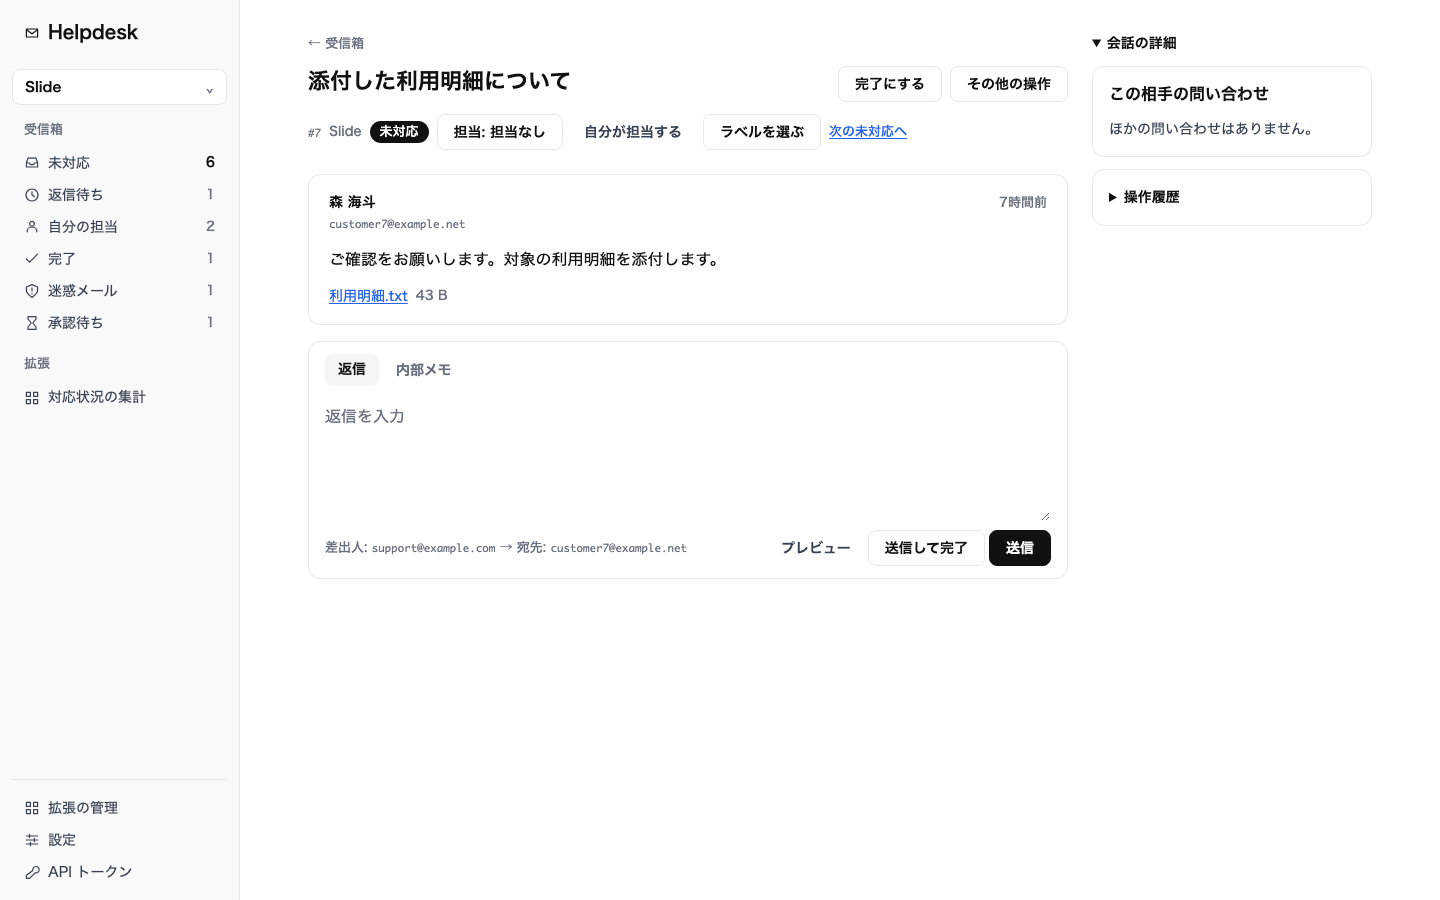 Helpdesk
Slide
受信箱
未対応 6
返信待ち 1
自分の担当 2
完了 1
迷惑メール 1
承認待ち 1
拡張
対応状況の集計
拡張の管理
設定
API トークン
← 受信箱
添付した利用明細について
完了にする その他の操作
#7 Slide 未対応 担当: 担当なし 自分が担当する ラベルを選ぶ 次の未対応へ
森 海斗 7時間前
customer7@example.net
ご確認をお願いします。対象の利用明細を添付します。
利用明細.txt 43 B
返信 内部メモ
返信を入力
差出人: support@example.com → 宛先: customer7@example.net プレビュー 送信して完了 送信
▼ 会話の詳細
この相手の問い合わせ
ほかの問い合わせはありません。
▶ 操作履歴